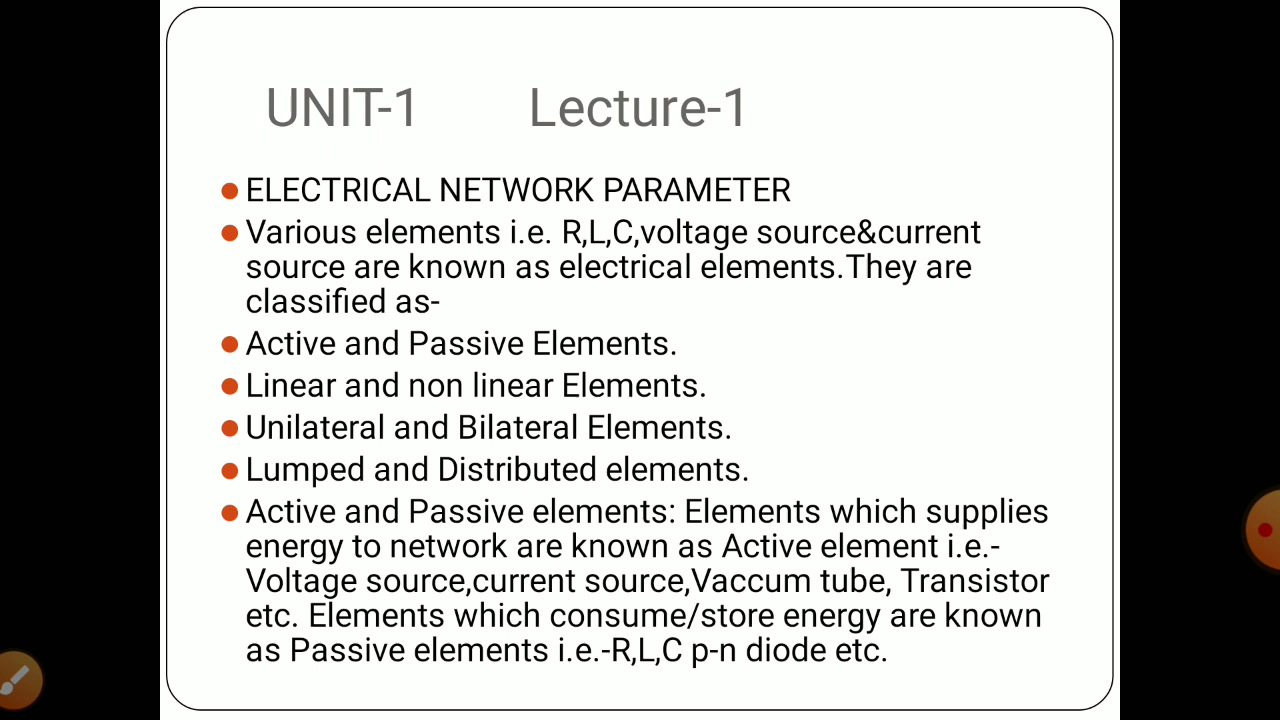 UNIT-1 Lecture-1
ELECTRICAL NETWORK PARAMETER
Various elements i.e. R,L,C,voltage source&current
source are known as electrical elements.They are
classified as-
Active and Passive Elements.
Linear and non linear Elements.
Unilateral and Bilateral Elements.
Lumped and Distributed elements.
Active and Passive elements: Elements which supplies
energy to network are known as Active element i.e.-
Voltage source,current source,Vaccum tube, Transistor
etc. Elements which consume/store energy are known
as Passive elements i.e.-R,L,C p-n diode etc.